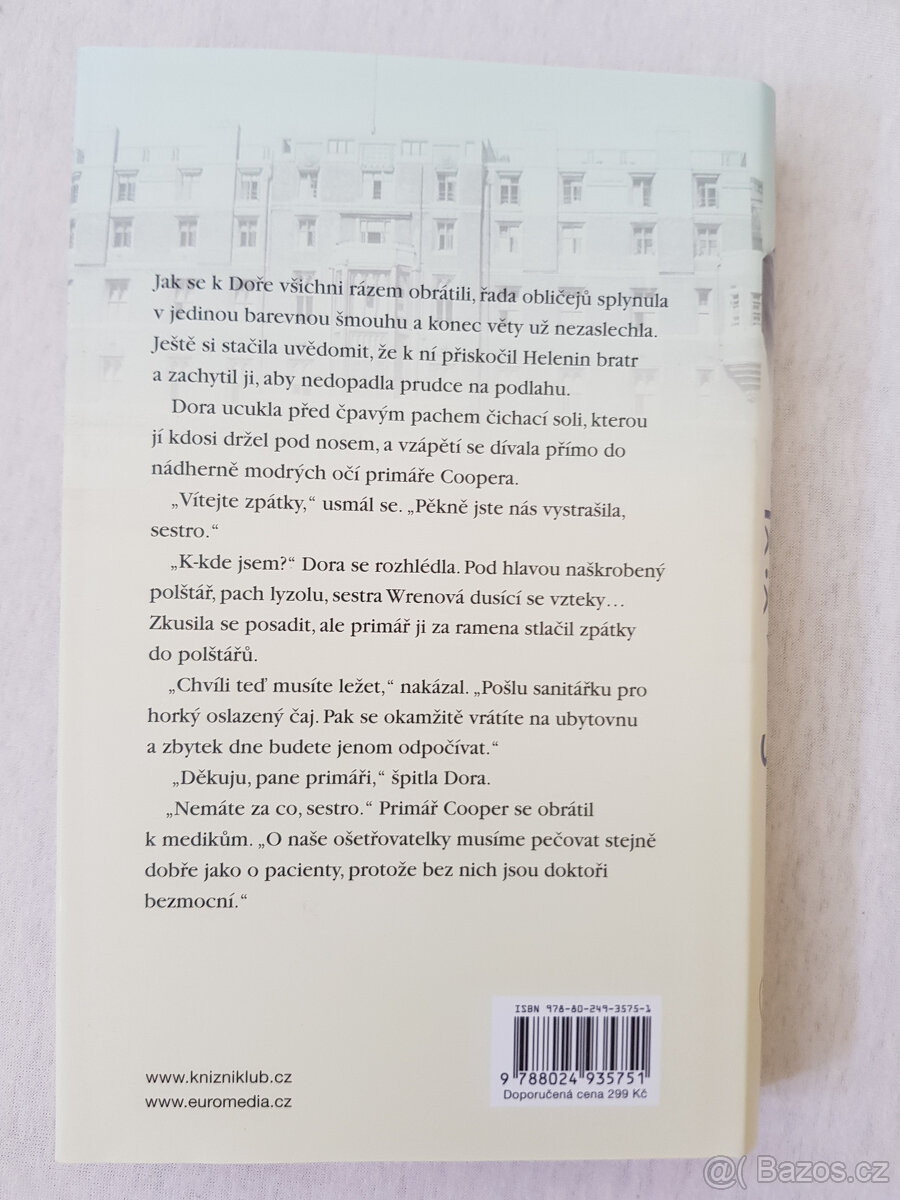 Jak se k Doře všichni rázem obrátili, řada obličejů splynula
v jedinou barevnou šmouhu a konec věty už nezaslechla.
Ještě si stačila uvědomit, že k ní přiskočil Helenin bratr
a zachytil ji, aby nedopadla prudce na podlahu.
Dora ucukla před čpavým pachem čichací soli, kterou
jí kdosi držel pod nosem, a vzápětí se dívala přímo do
nádherně modrých očí primáře Coopera.
„Vítejte zpátky,“ usmál se. „Pěkně jste nás vystrašila,
sestro.“
„K-kde jsem?“ Dora se rozhlédla. Pod hlavou naškrobený
polštář, pach lyzolu, sestra Wrenová dusící se vzteky…
Zkusila se posadit, ale primář ji za ramena stlačil zpátky
do polštářů.
„Chvíli teď musíte ležet,“ nakázal. „Pošlu sanitářku pro
horký oslazený čaj. Pak se okamžitě vrátíte na ubytovnu
a zbytek dne budete jenom odpočívat.“
„Děkuju, pane primáři,“ špitla Dora.
„Nemáte za co, sestro.“ Primář Cooper se obrátil
k medikům. „O naše ošetřovatelky musíme pečovat stejně
dobře jako o pacienty, protože bez nich jsou doktoři
bezmocní.“
ISBN 978-80-249-3575-1
9 788024 935751
Doporučená cena 299 Kč
www.knizniklub.cz
www.euromedia.cz
@( Bazos.cz